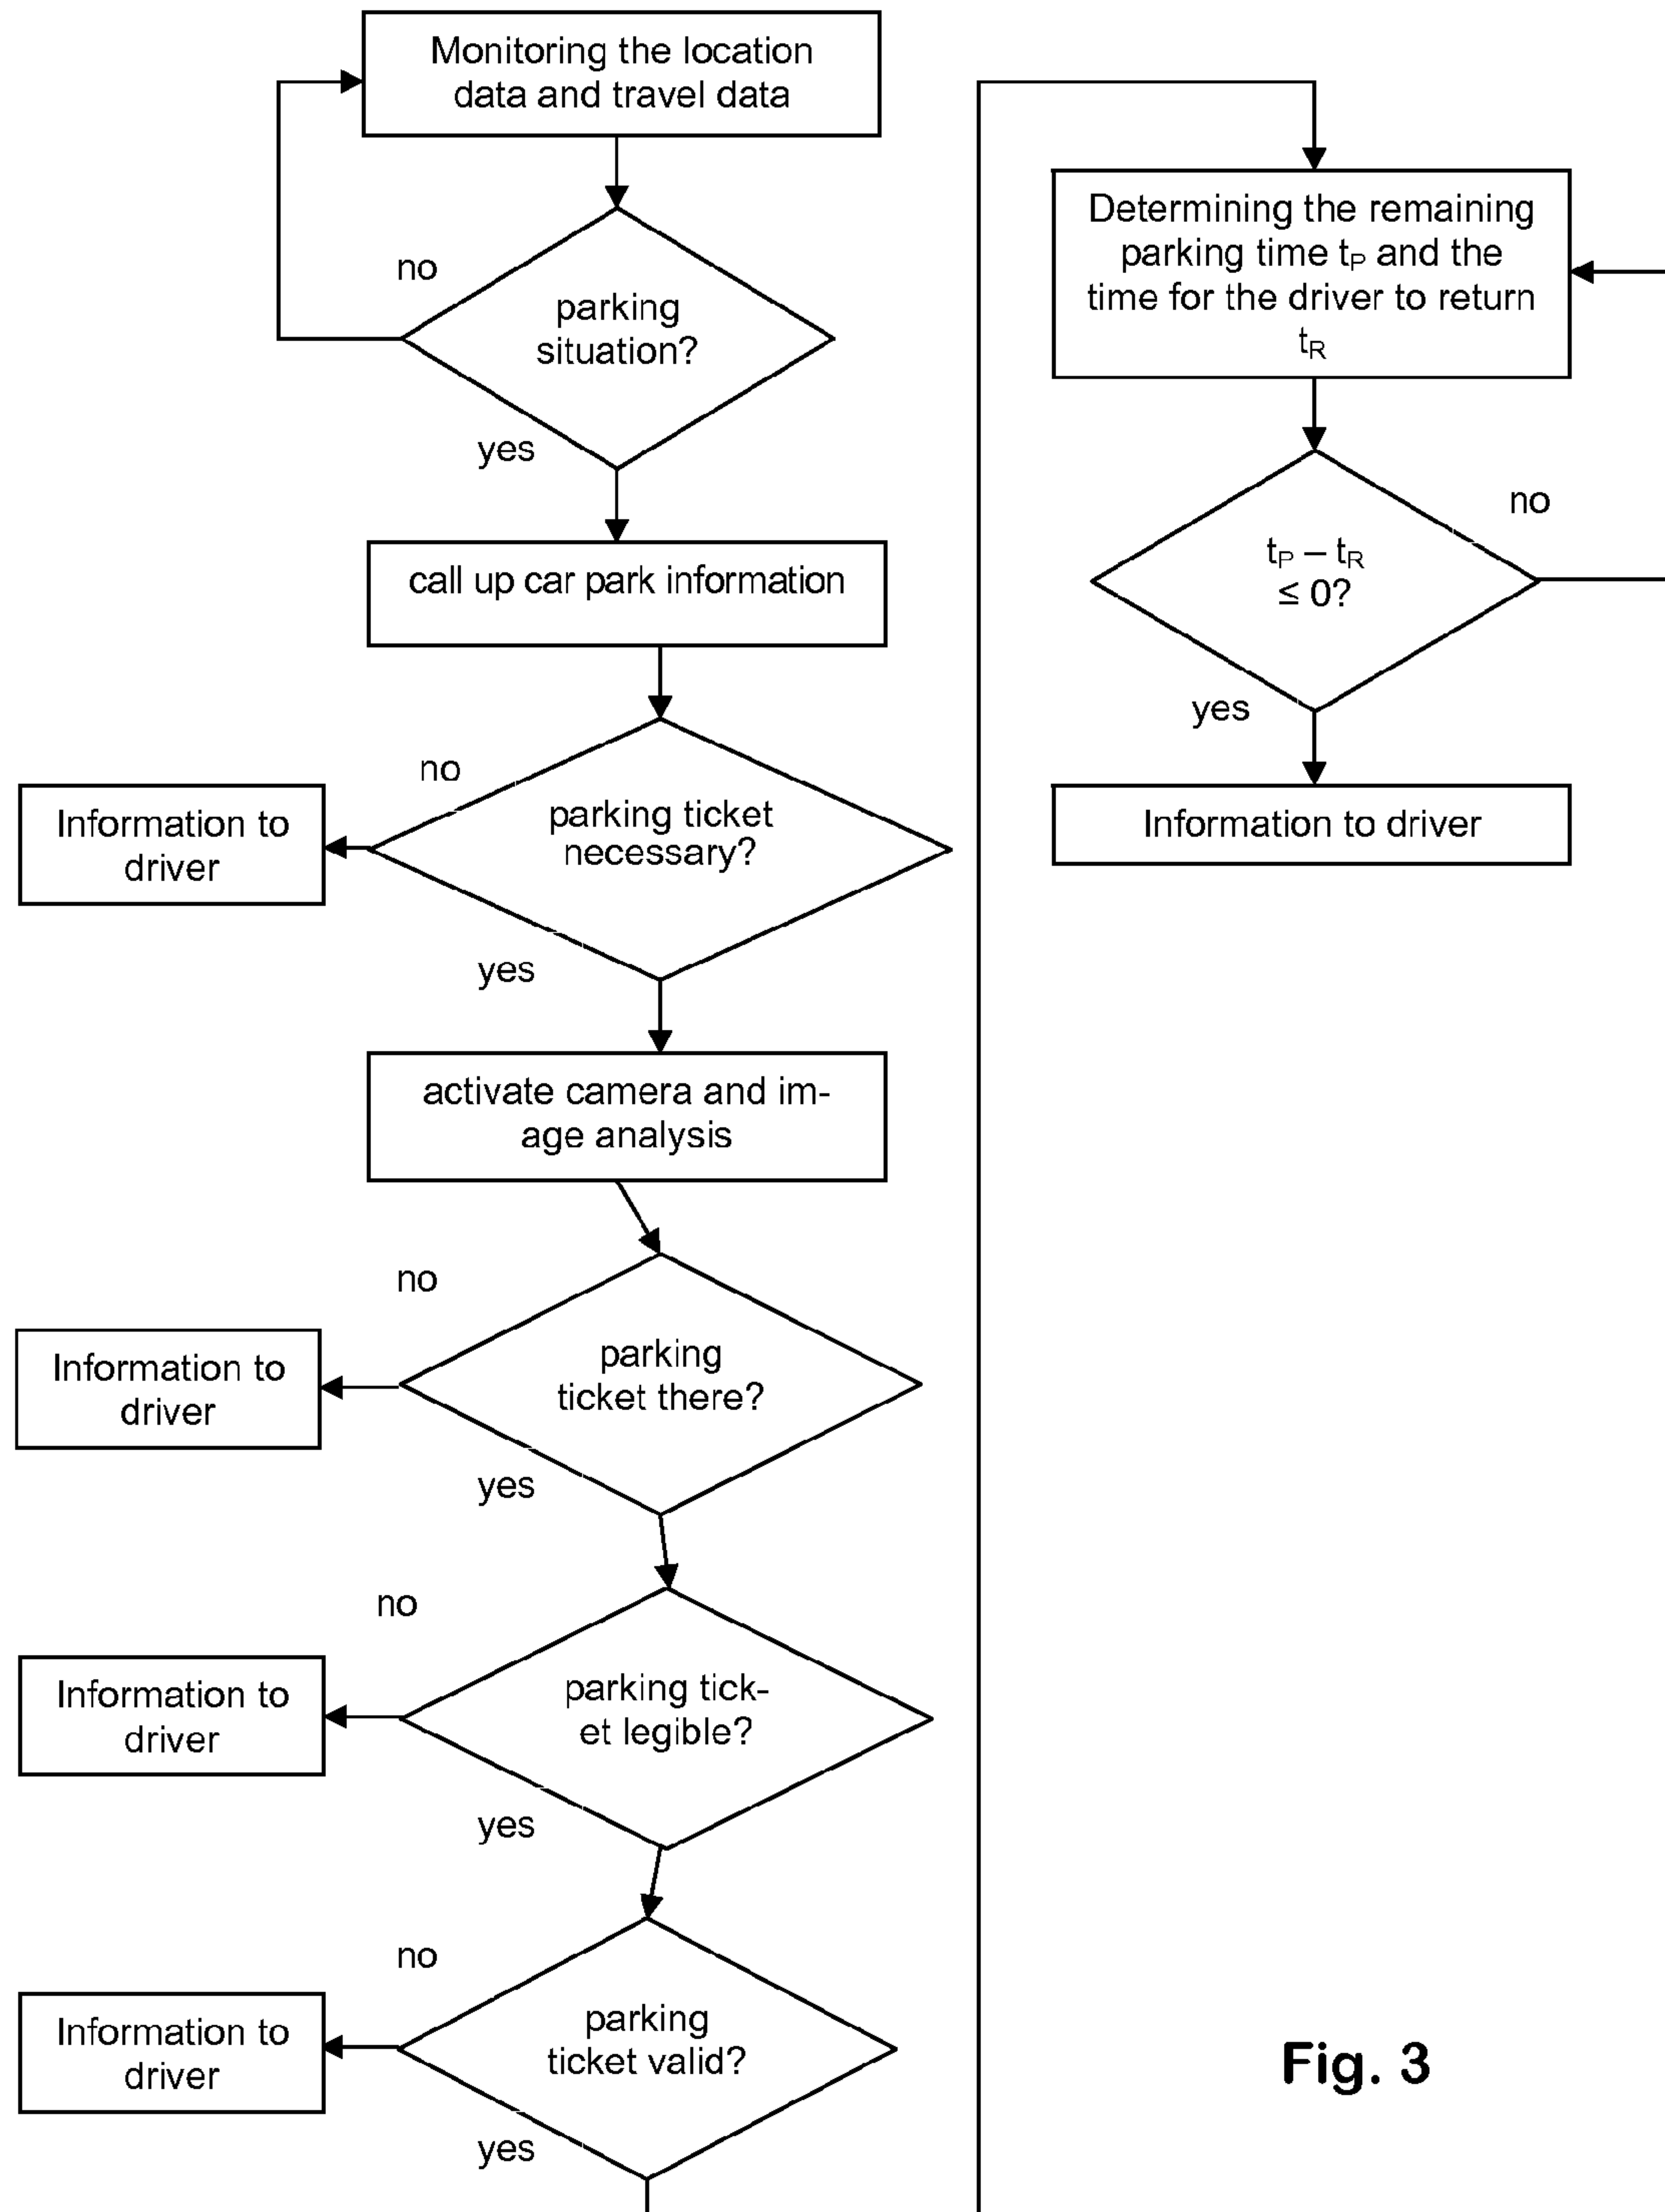 Monitoring the location
data and travel data
no
parking
situation?
yes
call up car park information
no
parking ticket
necessary?
Information to
driver
yes
activate camera and im-
age analysis
no
parking
ticket there?
Information to
driver
yes
no
parking tick-
et legible?
Information to
driver
yes
no
parking
ticket valid?
Information to
driver
yes
Determining the remaining
parking time tP and the
time for the driver to return
tR
no
tP – tR
≤ 0?
yes
Information to driver
Fig. 3